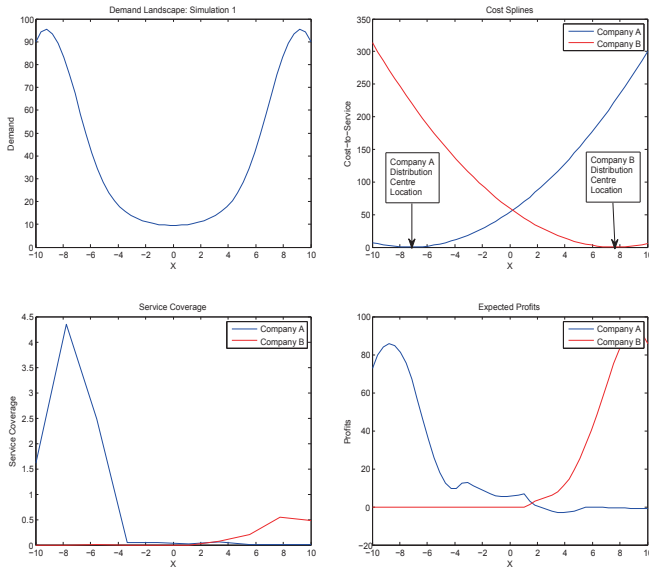 Demand Landscape: Simulation 1
100
90
80
70
60
50
40
30
20
10
0
Demand
−10 −8 −6 −4 −2 0 2 4 6 8 10
X
Cost Splines
350
300
250
200
150
100
50
0
Cost-to-Service
Company A
Company B
Company A
Distribution
Centre
Location
Company B
Distribution
Centre
Location
−10 −8 −6 −4 −2 0 2 4 6 8 10
X
Service Coverage
4.5
4
3.5
3
2.5
2
1.5
1
0.5
0
Service Coverage
Company A
Company B
−10 −8 −6 −4 −2 0 2 4 6 8 10
X
Expected Profits
100
80
60
40
20
0
−20
Profits
Company A
Company B
−10 −8 −6 −4 −2 0 2 4 6 8 10
X